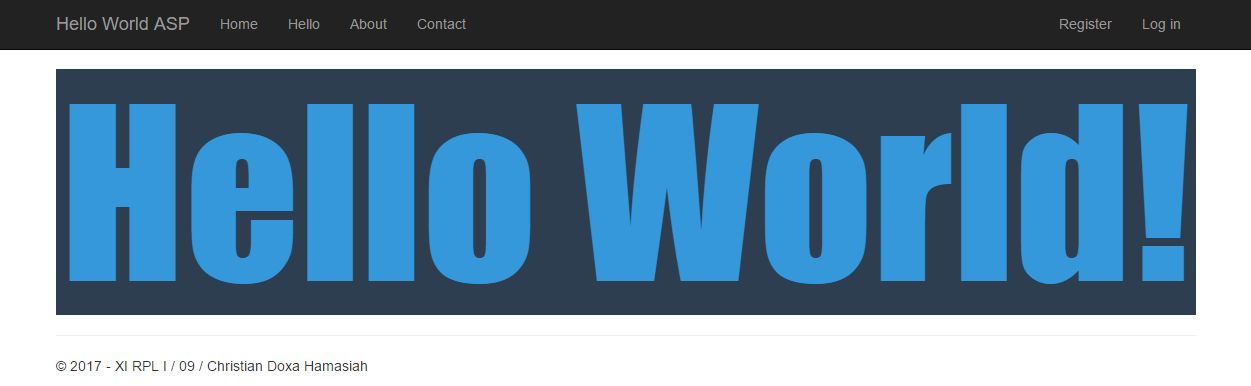 Hello World ASP Home Hello About Contact Register Log in
Hello World!
© 2017 - XI RPL I / 09 / Christian Doxa Hamasiah